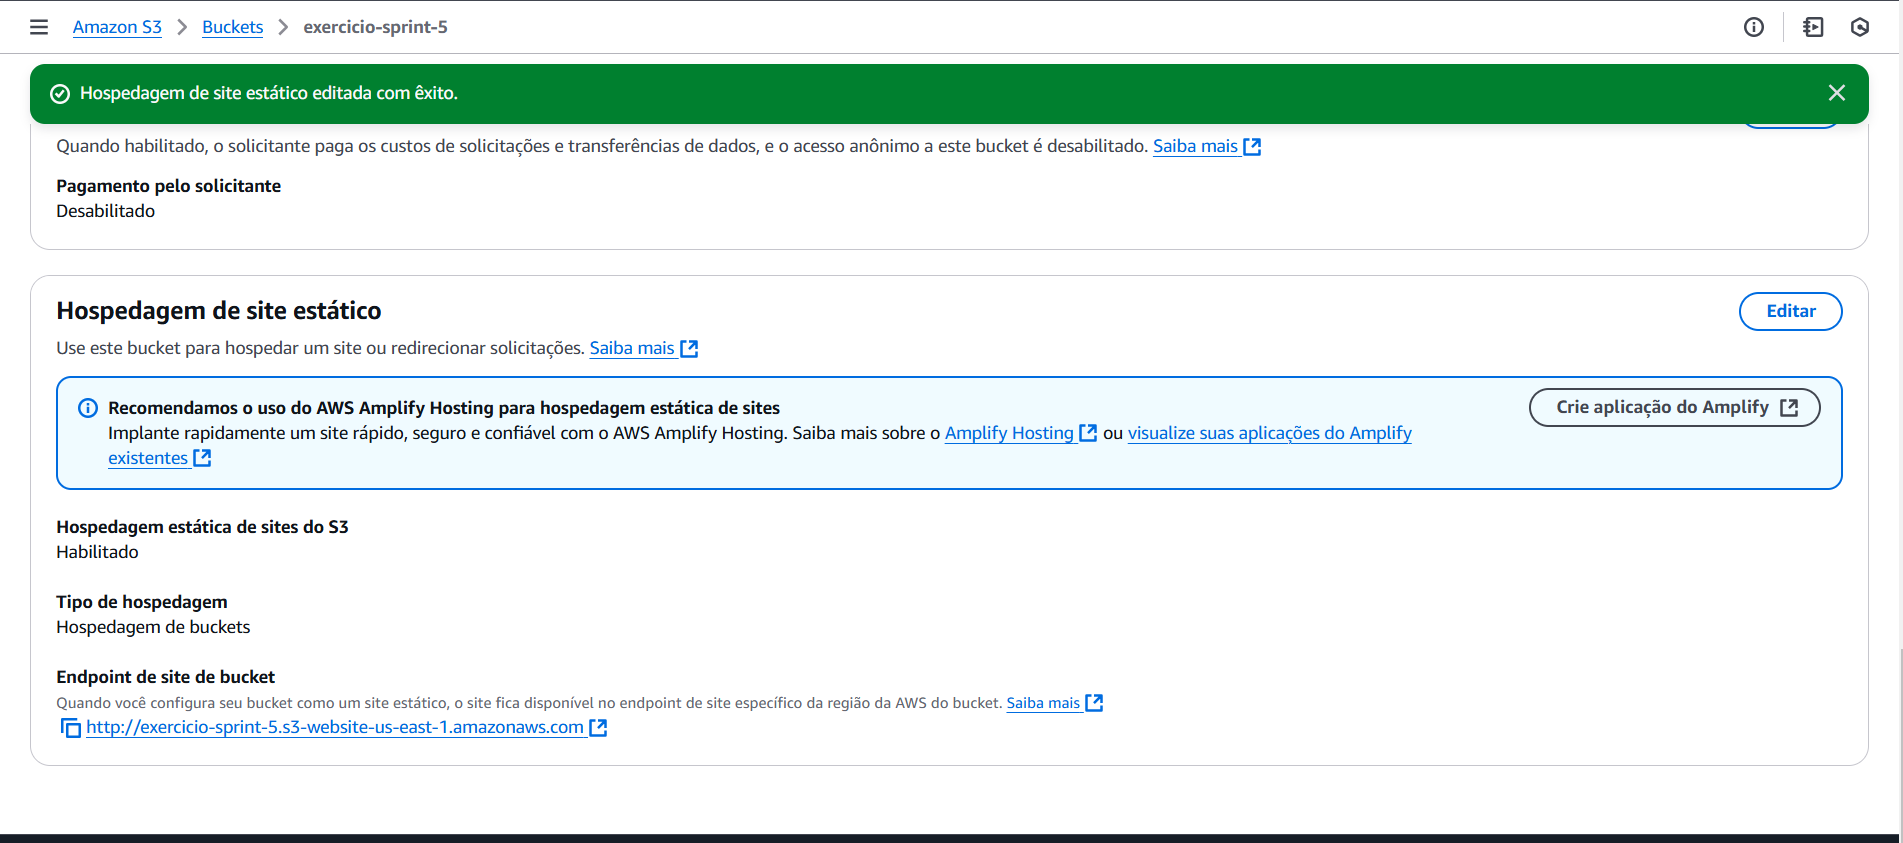 Amazon S3 > Buckets > exercicio-sprint-5
Hospedagem de site estático editada com êxito.
Quando habilitado, o solicitante paga os custos de solicitações e transferências de dados, e o acesso anônimo a este bucket é desabilitado. Saiba mais
Pagamento pelo solicitante
Desabilitado
Hospedagem de site estático
Editar
Use este bucket para hospedar um site ou redirecionar solicitações. Saiba mais
Recomendamos o uso do AWS Amplify Hosting para hospedagem estática de sites
Crie aplicação do Amplify
Implante rapidamente um site rápido, seguro e confiável com o AWS Amplify Hosting. Saiba mais sobre o Amplify Hosting ou visualize suas aplicações do Amplify
existentes
Hospedagem estática de sites do S3
Habilitado
Tipo de hospedagem
Hospedagem de buckets
Endpoint de site de bucket
Quando você configura seu bucket como um site estático, o site fica disponível no endpoint de site específico da região da AWS do bucket. Saiba mais
http://exercicio-sprint-5.s3-website-us-east-1.amazonaws.com